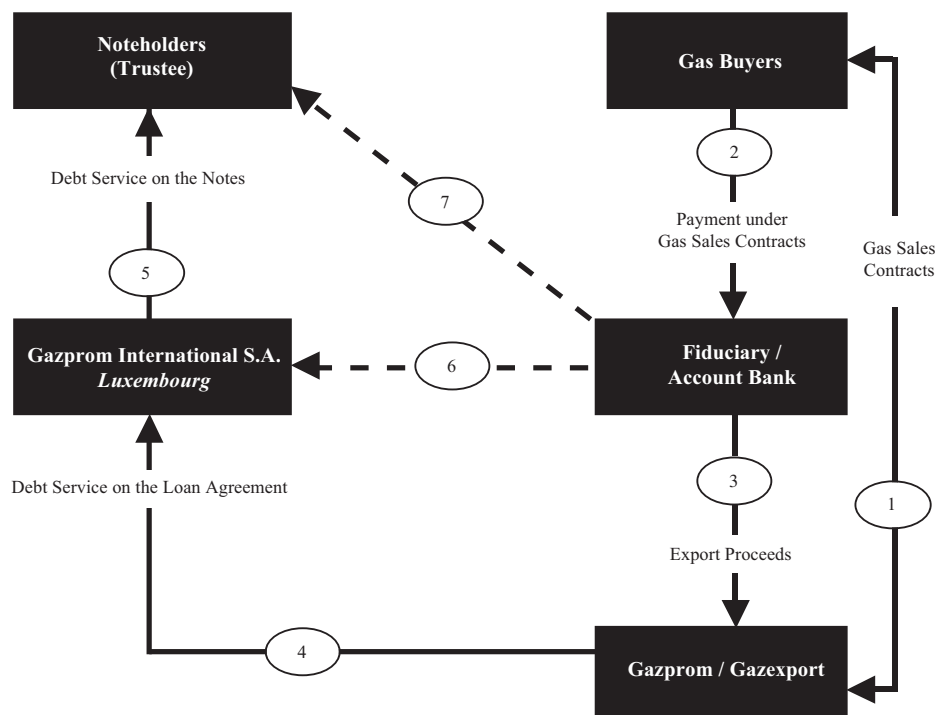 Noteholders
(Trustee)
Gas Buyers
2
Debt Service on the Notes
7
Payment under
Gas Sales Contracts
Gas Sales
Contracts
5
Gazprom International S.A.
Luxembourg
6
Fiduciary /
Account Bank
3
Debt Service on the Loan Agreement
1
Export Proceeds
4
Gazprom / Gazexport